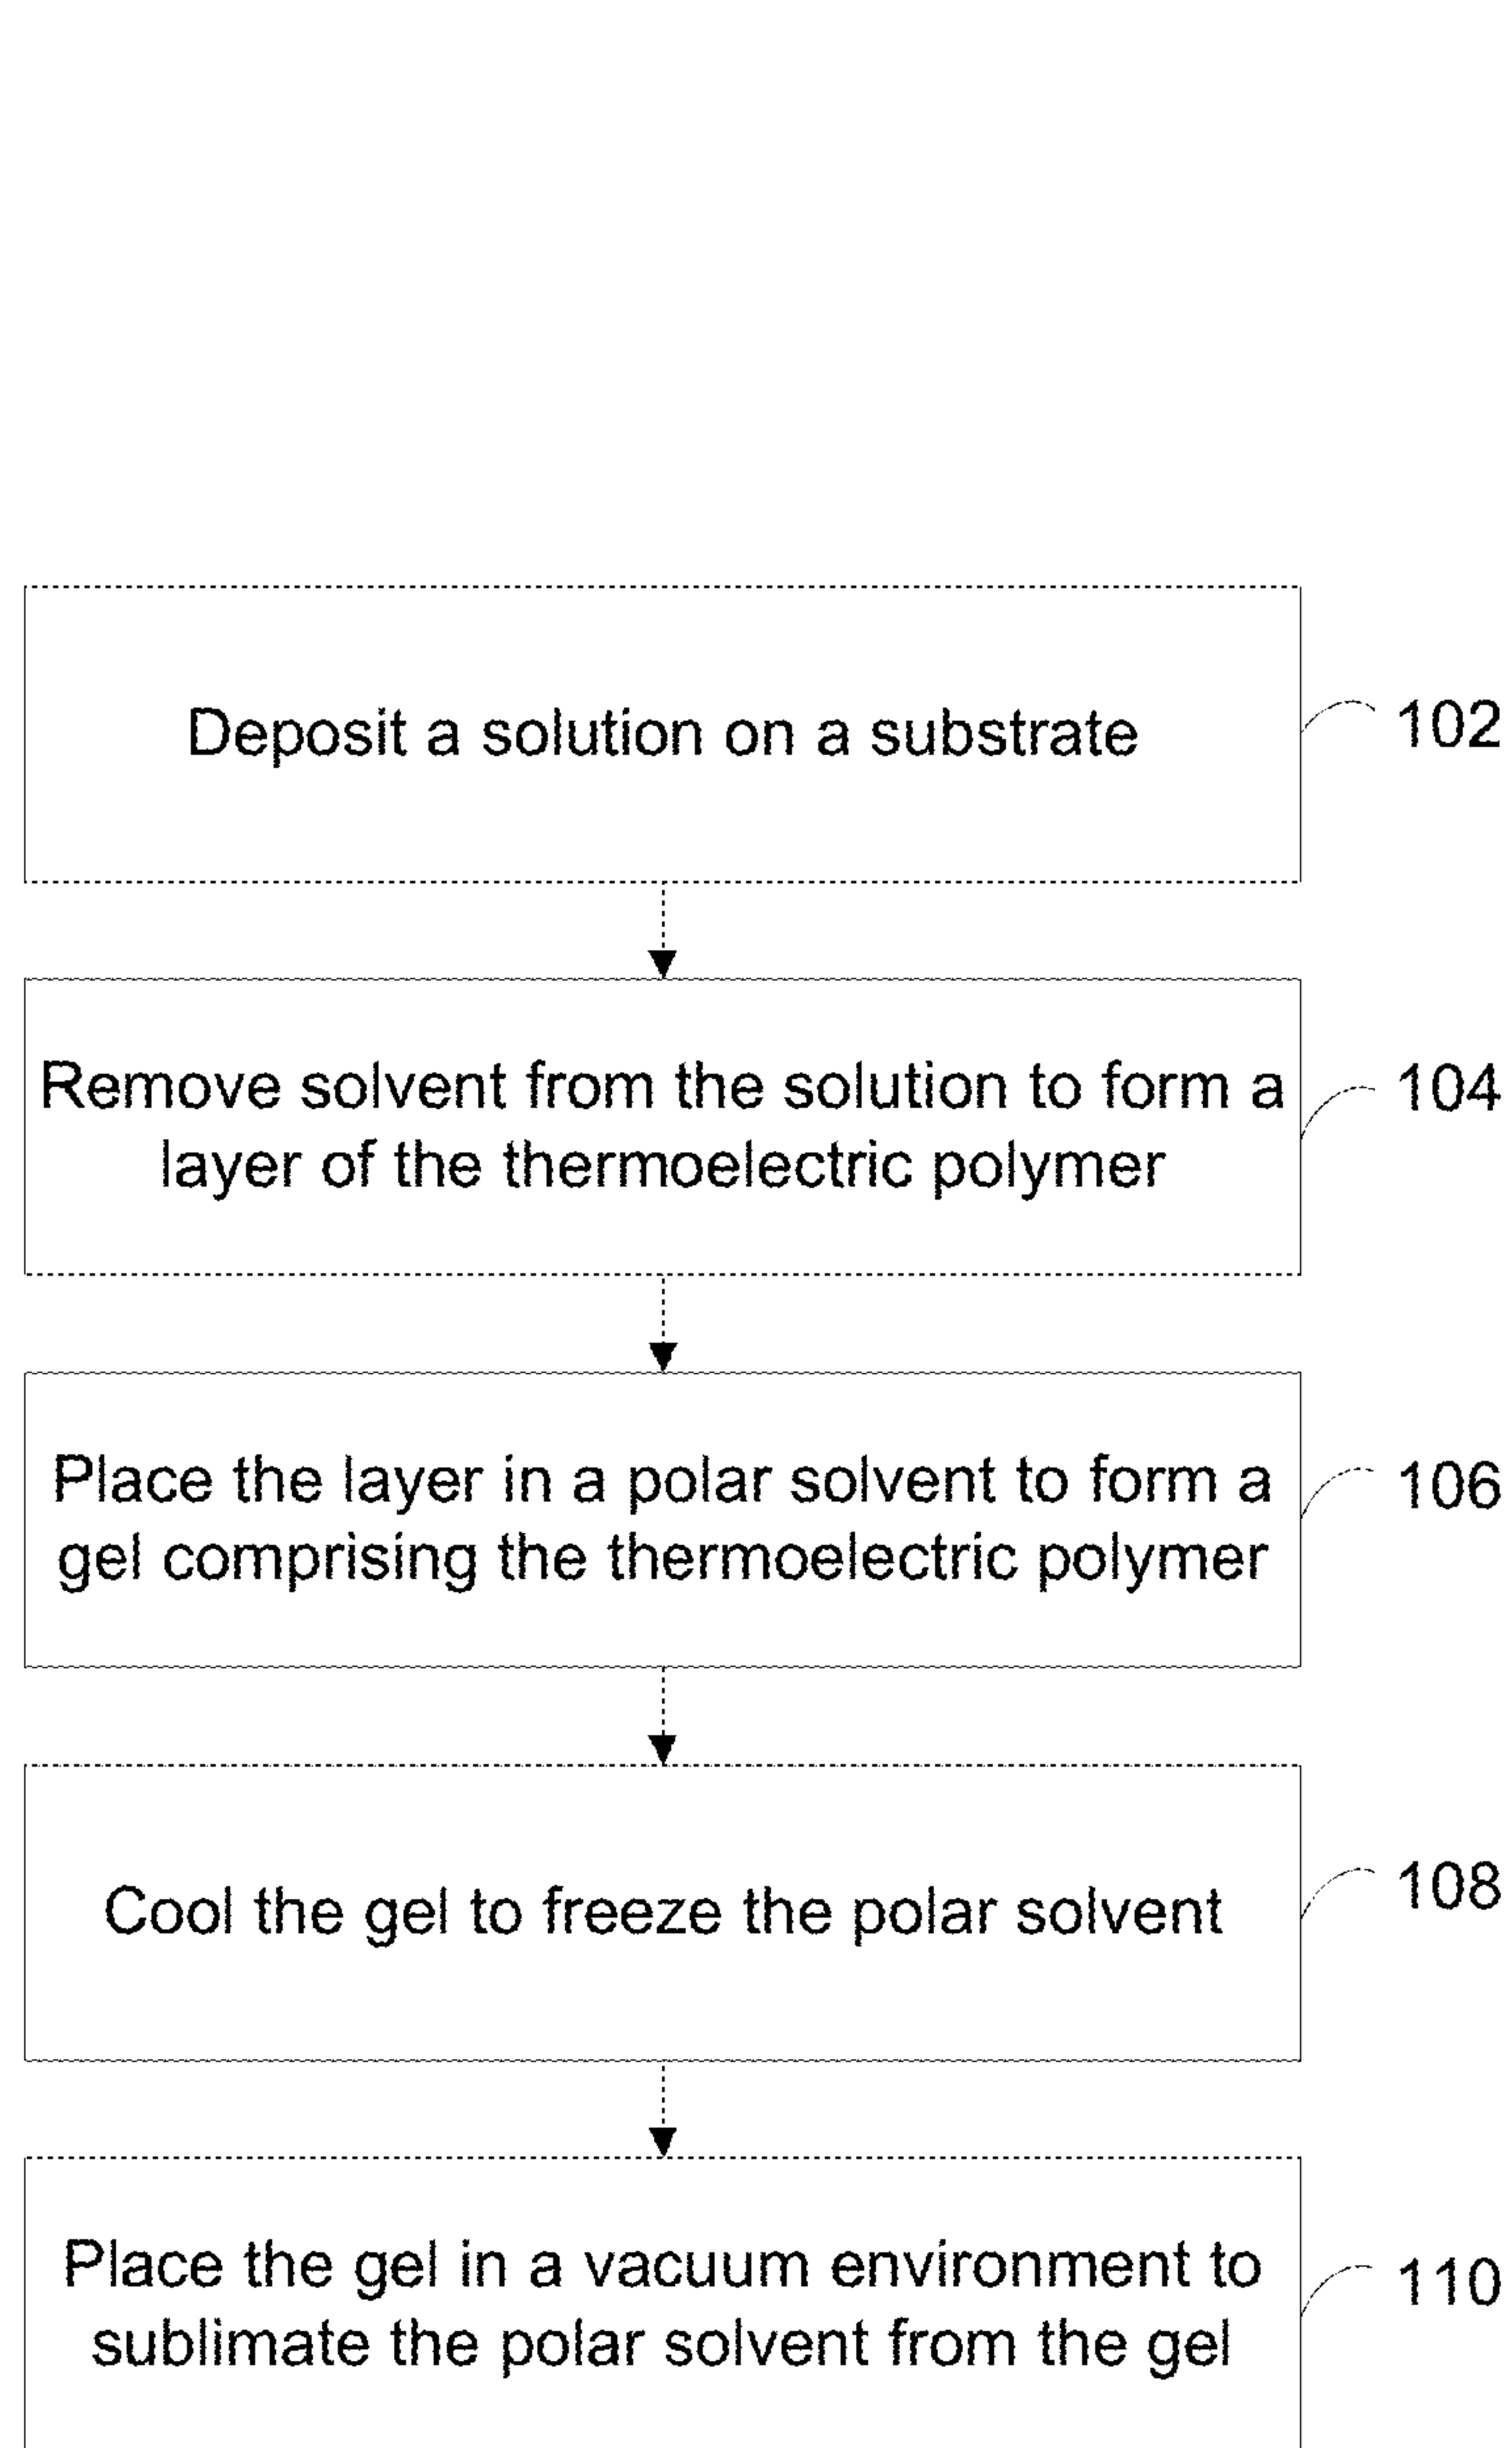 Deposit a solution on a substrate
102
Remove solvent from the solution to form a
layer of the thermoelectric polymer
104
Place the layer in a polar solvent to form a
gel comprising the thermoelectric polymer
106
Cool the gel to freeze the polar solvent
108
Place the gel in a vacuum environment to
sublimate the polar solvent from the gel
110